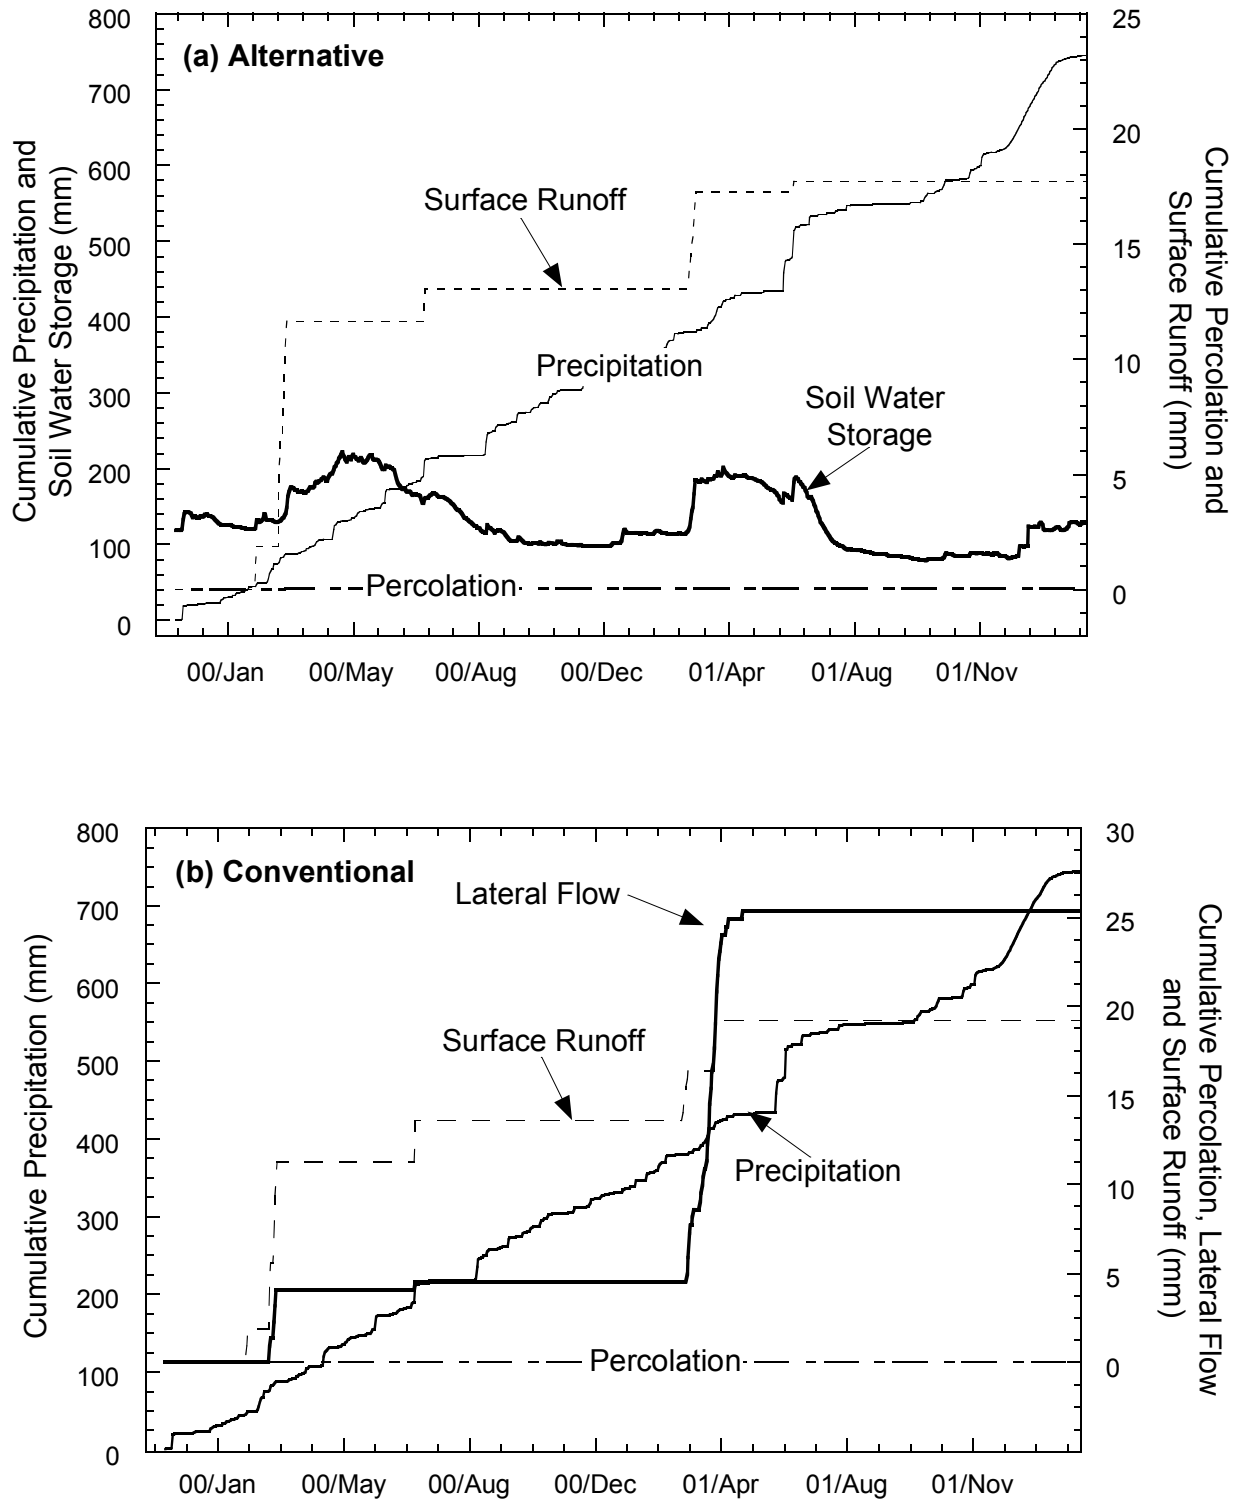 (a) Alternative
800
700
600
500
400
300
200
100
0
25
20
15
10
5
0
Cumulative Precipitation and
Soil Water Storage (mm)
Cumulative Percolation and
Surface Runoff (mm)
Surface Runoff
Precipitation
Soil Water
Storage
Percolation
00/Jan 00/May 00/Aug 00/Dec 01/Apr 01/Aug 01/Nov
(b) Conventional
800
700
600
500
400
300
200
100
0
30
25
20
15
10
5
0
Cumulative Precipitation (mm)
Cumulative Percolation, Lateral Flow
and Surface Runoff (mm)
Lateral Flow
Surface Runoff
Precipitation
Percolation
00/Jan 00/May 00/Aug 00/Dec 01/Apr 01/Aug 01/Nov